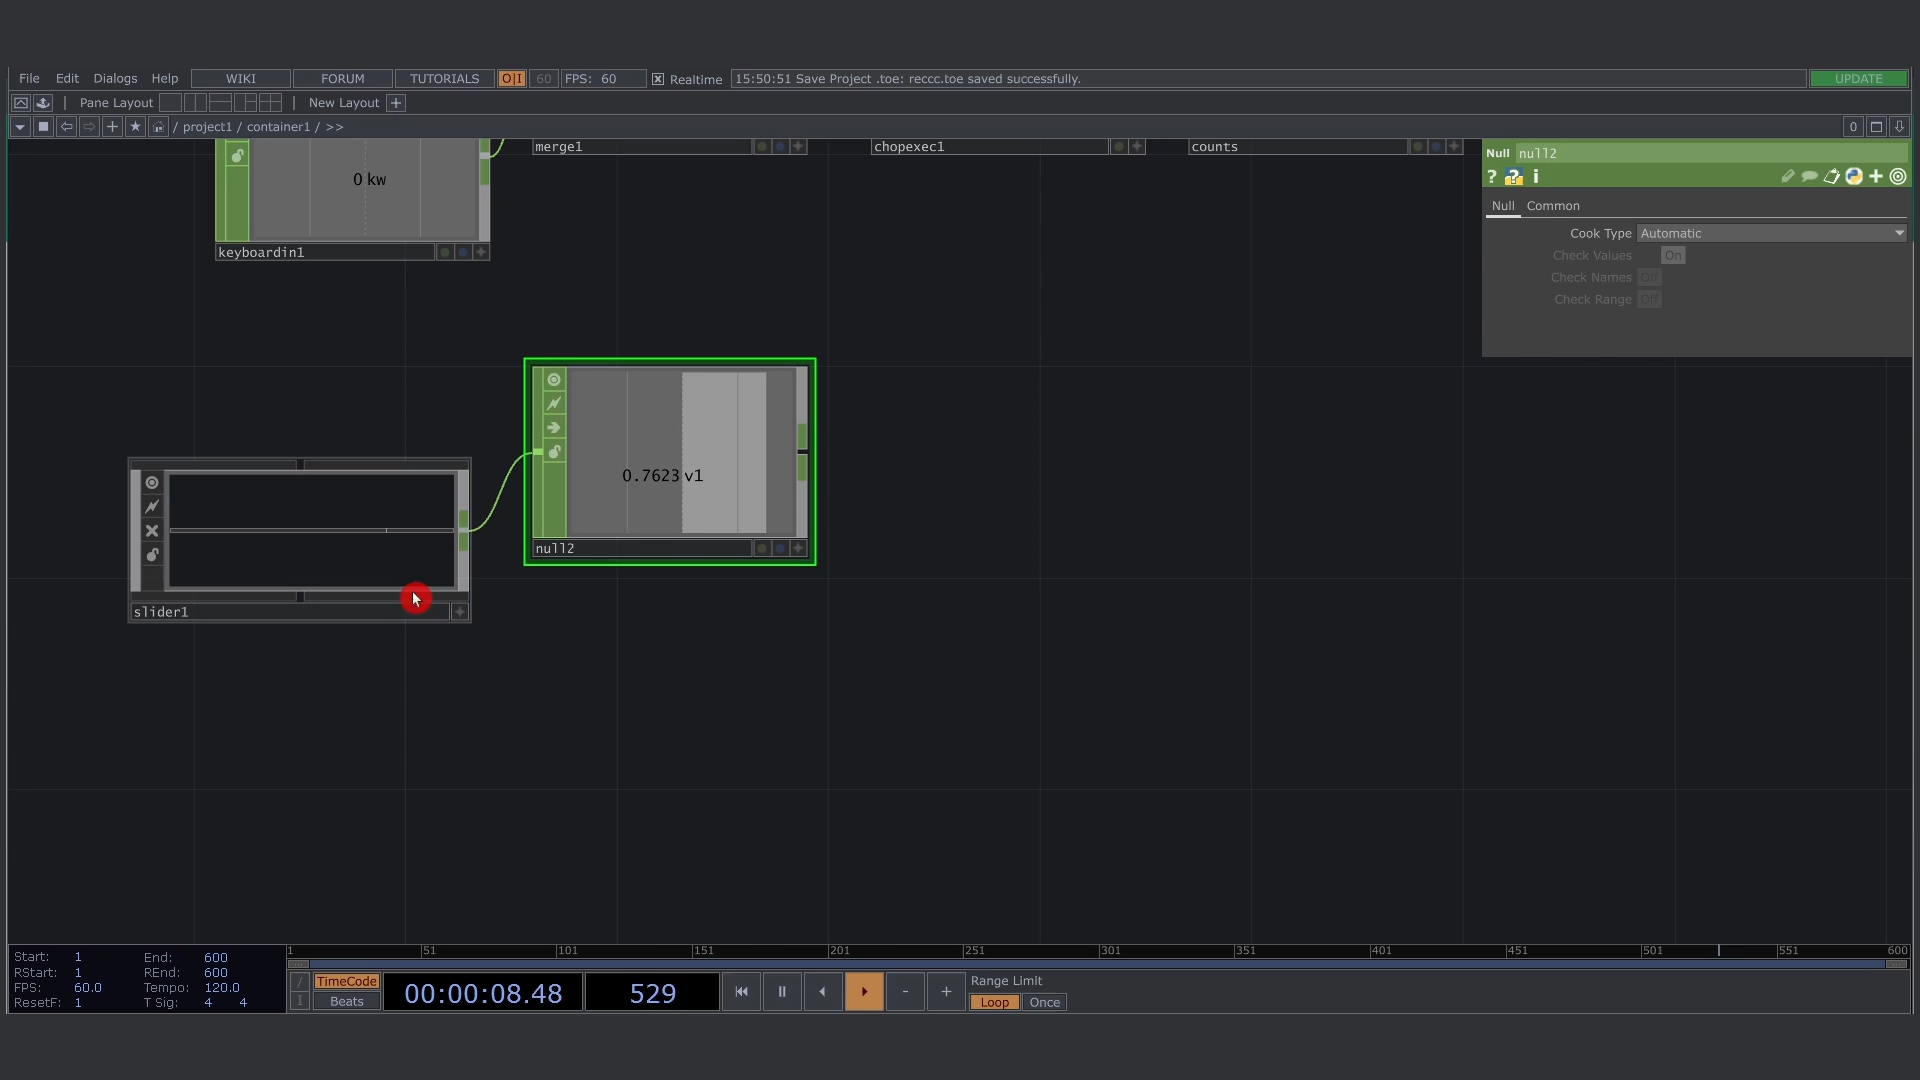 File Edit Dialogs Help WIKI FORUM TUTORIALS O|I 60 FPS: 60 Realtime 15:50:51 Save Project .toe: reccc.toe saved successfully. UPDATE
Pane Layout New Layout +
/ project1 / container1 / >> 0
merge1 chopexec1 counts
Null null2
? ? i
0 kw
Null Common
Cook Type Automatic
keyboardin1
Check Values On
Check Names Off
Check Range Off
0.7623 v1
null2
slider1
1 51 101 151 201 251 301 351 401 451 501 551 600
Start: 1 End: 600
RStart: 1 REnd: 600
FPS: 60.0 Tempo: 120.0
ResetF: 1 T Sig: 4 4
TimeCode
Beats
00:00:08.48 529 - +
Range Limit
Loop Once